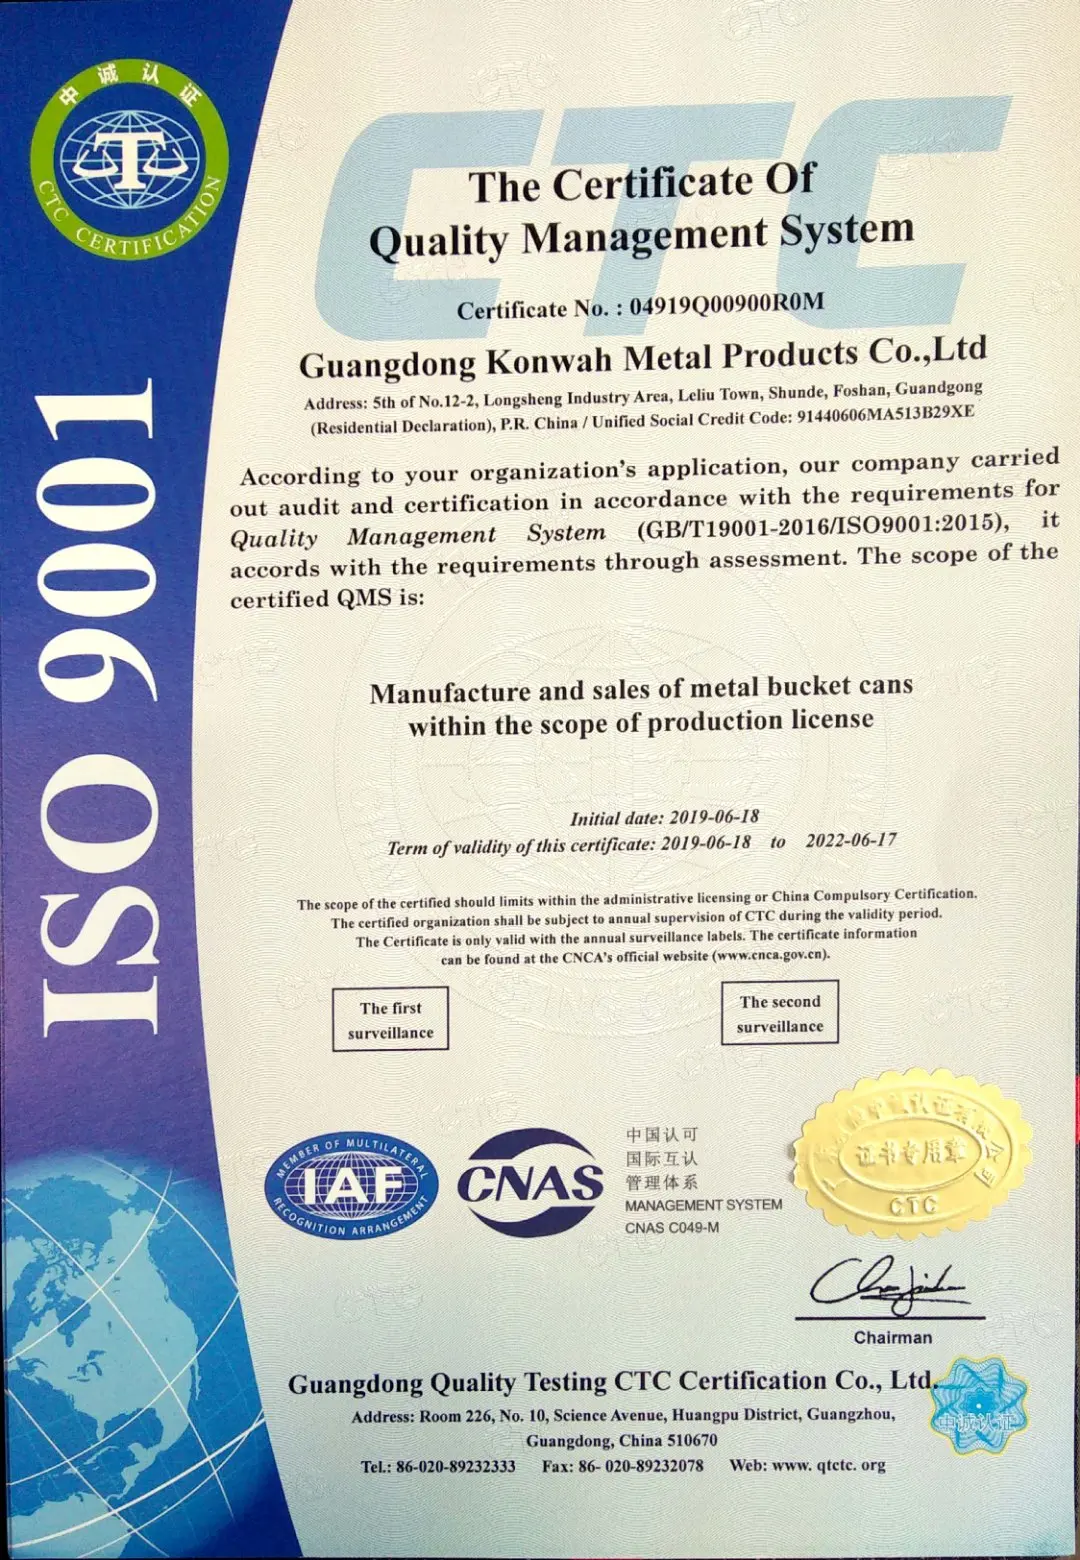 中诚认证
CTC CERTIFICATION
ISO 9001
CTC
The Certificate Of
Quality Management System
Certificate No. : 04919Q00900R0M
Guangdong Konwah Metal Products Co.,Ltd
Address: 5th of No.12-2, Longsheng Industry Area, Leliu Town, Shunde, Foshan, Guandgong
(Residential Declaration), P.R. China / Unified Social Credit Code: 91440606MA513B29XE
According to your organization's application, our company carried
out audit and certification in accordance with the requirements for
Quality Management System (GB/T19001-2016/ISO9001:2015), it
accords with the requirements through assessment. The scope of the
certified QMS is:
Manufacture and sales of metal bucket cans
within the scope of production license
Initial date: 2019-06-18
Term of validity of this certificate: 2019-06-18 to 2022-06-17
The scope of the certified should limits within the administrative licensing or China Compulsory Certification.
The certified organization shall be subject to annual supervision of CTC during the validity period.
The Certificate is only valid with the annual surveillance labels. The certificate information
can be found at the CNCA's official website (www.cnca.gov.cn).
The first
surveillance
The second
surveillance
MEMBER OF MULTILATERAL
IAF
RECOGNITION ARRANGEMENT
CNAS
中国认可
国际互认
管理体系
MANAGEMENT SYSTEM
CNAS C049-M
证书专用章
CTC
Chairman
Guangdong Quality Testing CTC Certification Co., Ltd.
中诚认证
Address: Room 226, No. 10, Science Avenue, Huangpu District, Guangzhou,
Guangdong, China 510670
Tel.: 86-020-89232333 Fax: 86- 020-89232078 Web: www. qtctc. org